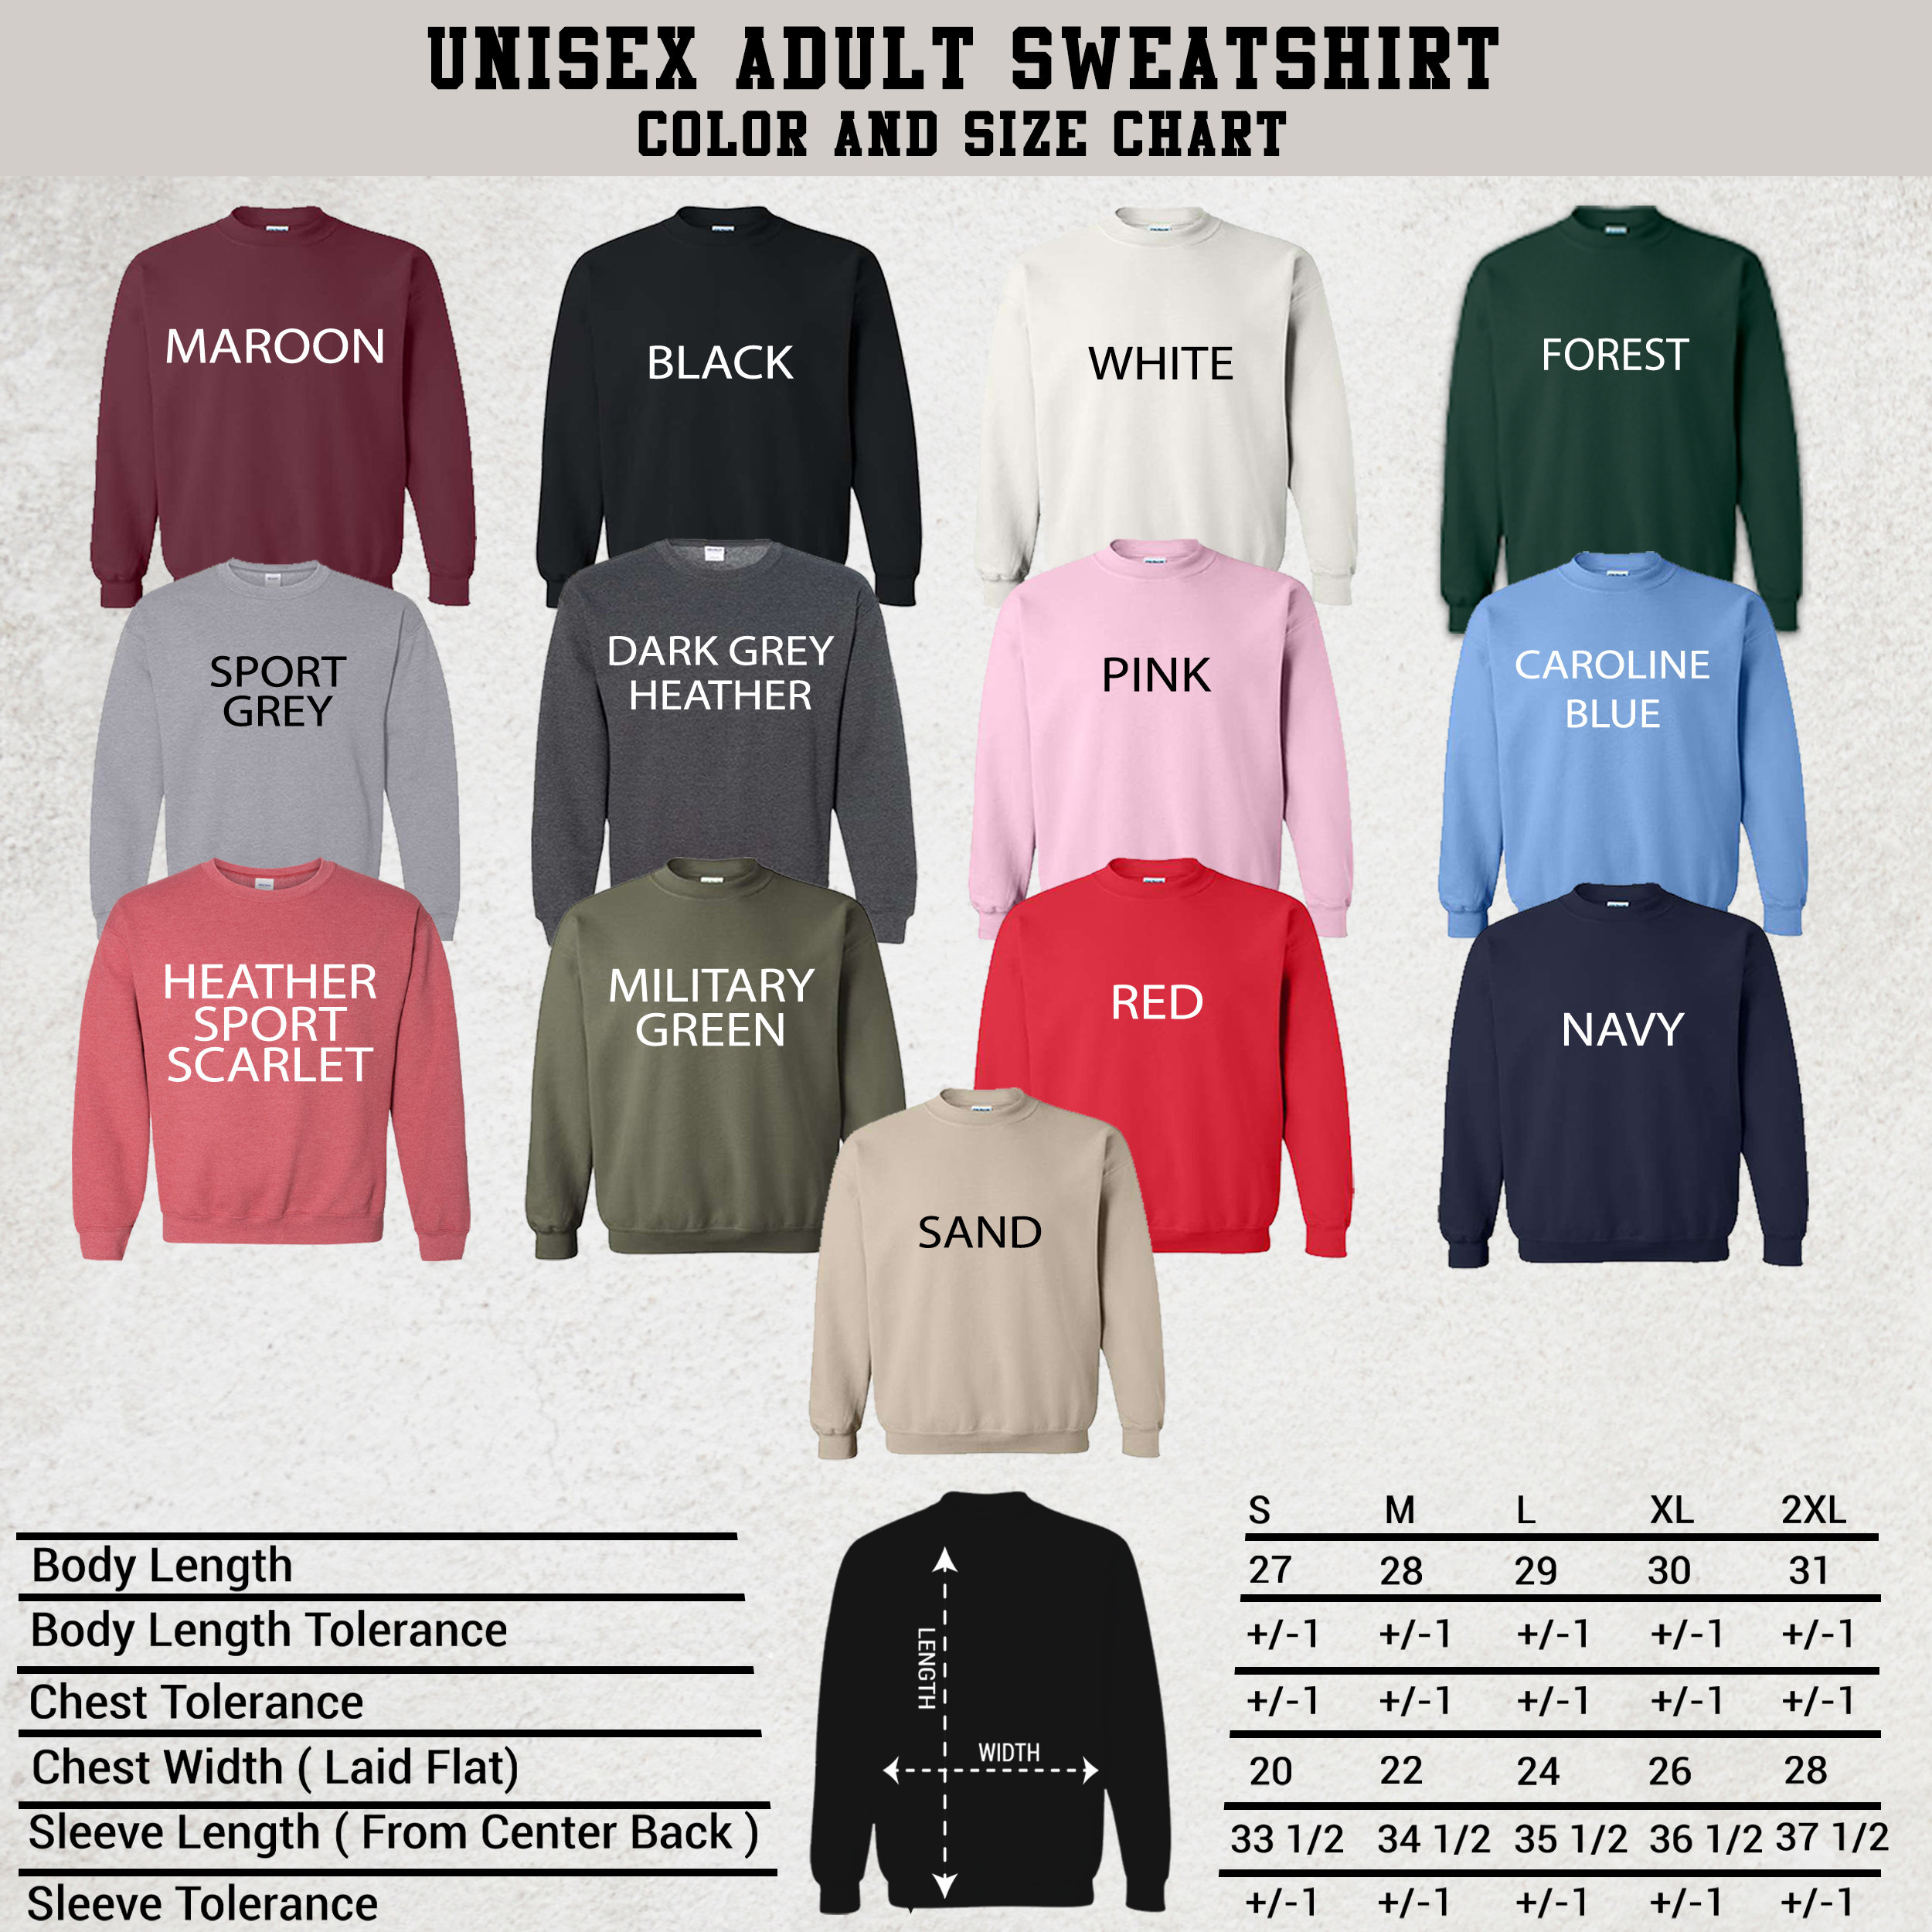 UNISEX ADULT SWEATSHIRT
COLOR AND SIZE CHART
MAROON
BLACK
WHITE
FOREST
SPORT
GREY
DARK GREY
HEATHER
PINK
CAROLINE
BLUE
HEATHER
SPORT
SCARLET
MILITARY
GREEN
RED
NAVY
SAND
S M L XL 2XL
Body Length 27 28 29 30 31
Body Length Tolerance +/-1 +/-1 +/-1 +/-1 +/-1
Chest Tolerance +/-1 +/-1 +/-1 +/-1 +/-1
Chest Width ( Laid Flat) 20 22 24 26 28
Sleeve Length ( From Center Back ) 33 1/2 34 1/2 35 1/2 36 1/2 37 1/2
Sleeve Tolerance +/-1 +/-1 +/-1 +/-1 +/-1
LENGTH
WIDTH